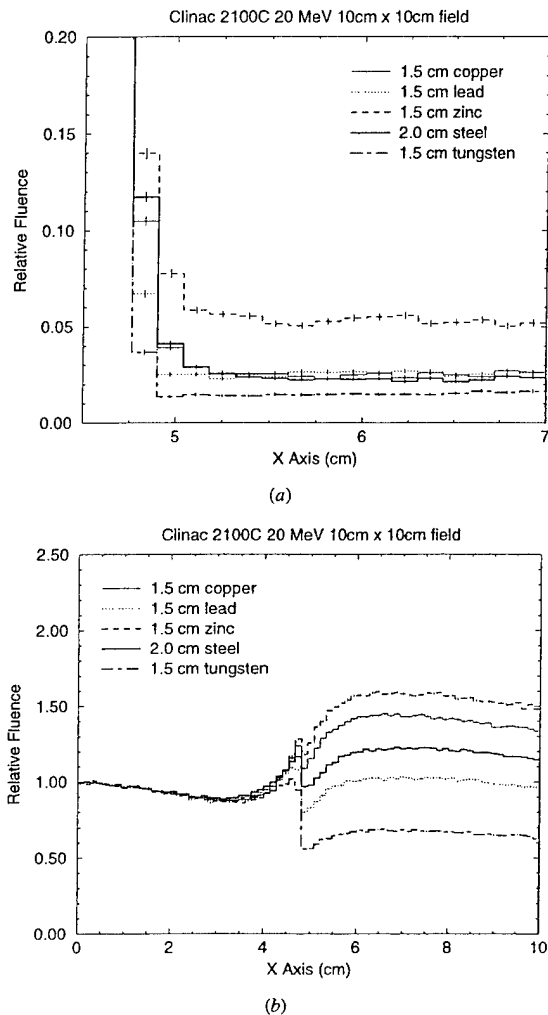 Clinac 2100C 20 MeV 10cm x 10cm field
0.20
0.15
0.10
0.05
0.00
Relative Fluence
1.5 cm copper
1.5 cm lead
1.5 cm zinc
2.0 cm steel
1.5 cm tungsten
5
6
7
X Axis (cm)
(a)
Clinac 2100C 20 MeV 10cm x 10cm field
2.50
2.00
1.50
1.00
0.50
0.00
Relative Fluence
1.5 cm copper
1.5 cm lead
1.5 cm zinc
2.0 cm steel
1.5 cm tungsten
0
2
4
6
8
10
X Axis (cm)
(b)